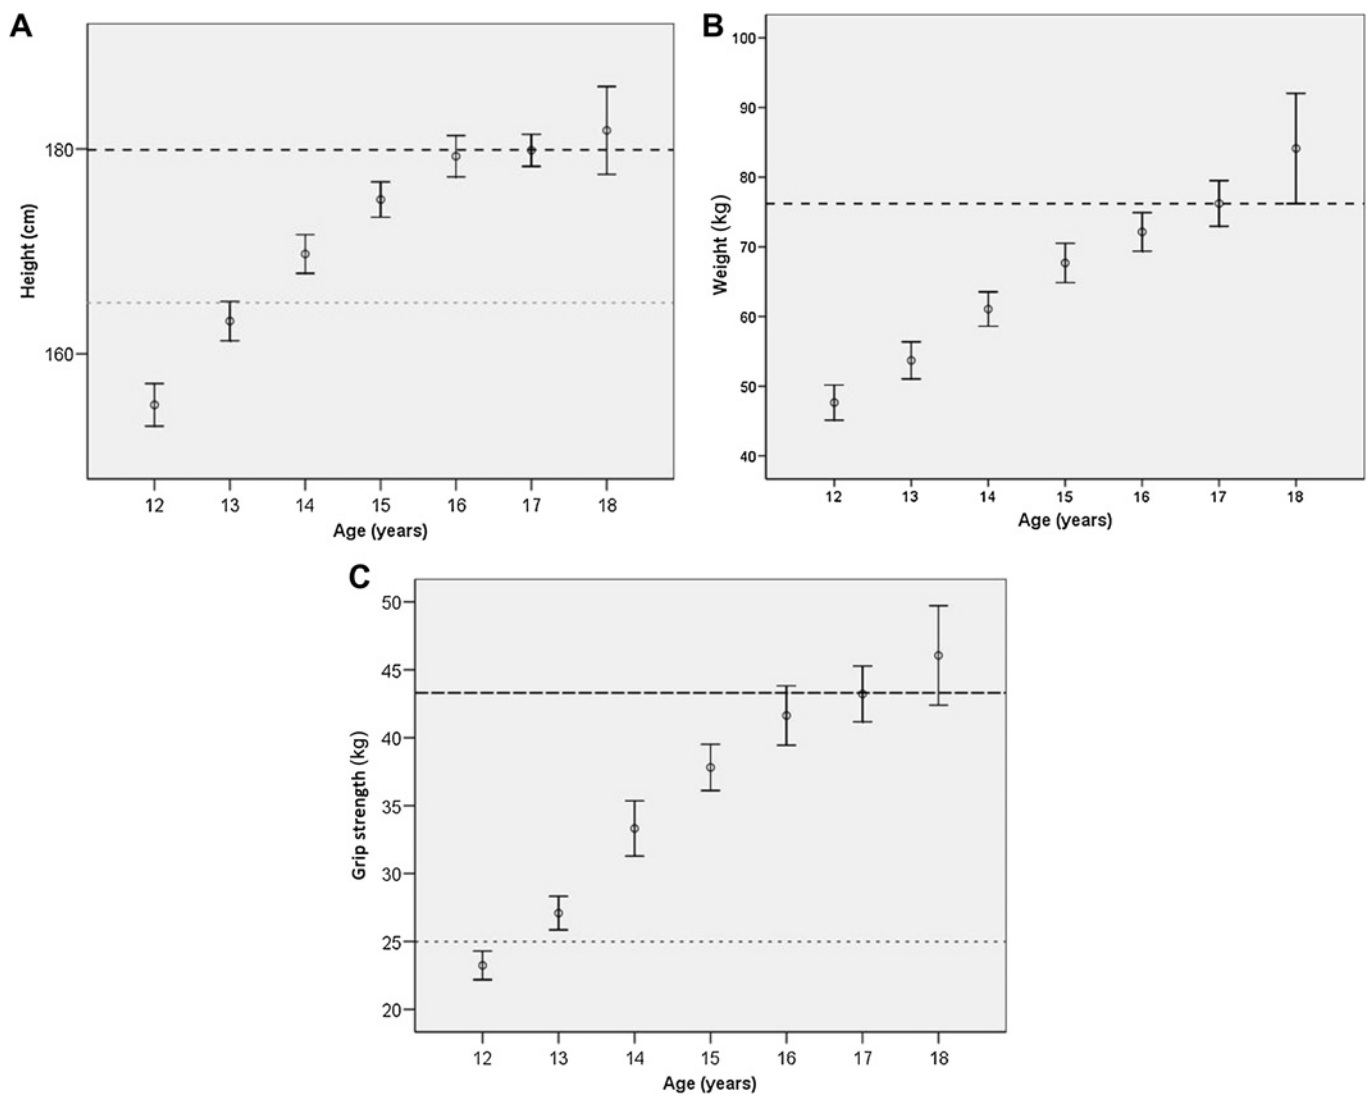 A
Height (cm)
180
160
12 13 14 15 16 17 18
Age (years)
B
Weight (kg)
100
90
80
70
60
50
40
12 13 14 15 16 17 18
Age (years)
C
Grip strength (kg)
50
45
40
35
30
25
20
12 13 14 15 16 17 18
Age (years)